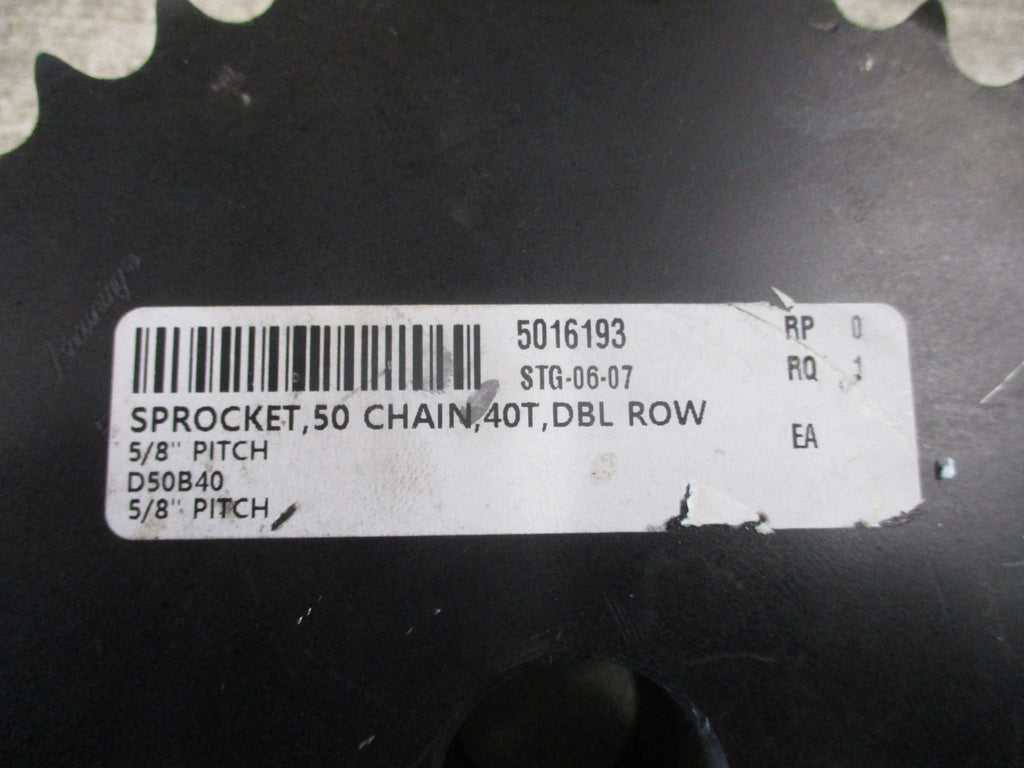 5016193 RP 0
STG-06-07 RQ 1
SPROCKET,50 CHAIN,40T,DBL ROW
5/8" PITCH EA
D50B40
5/8" PITCH